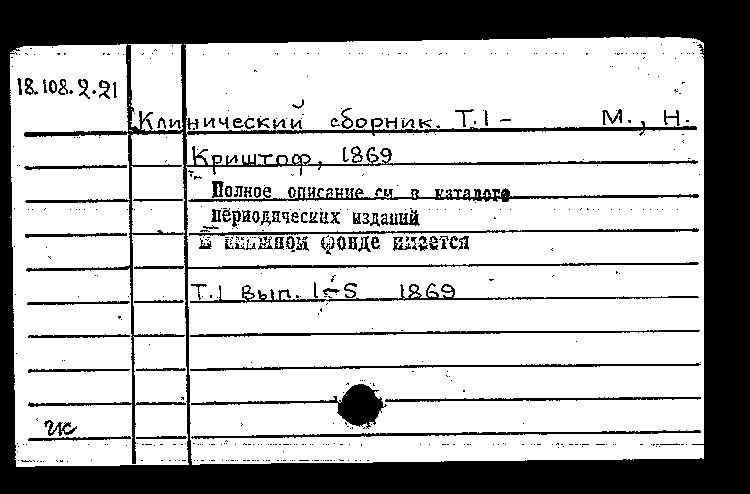 18.108.2.21
Клинический сборник. Т.1 - М., Н.
Криштоф, 1869
Полное описание см в каталоге
периодических изданий
В книжном фонде имеется
Т.1 Вып. 1-5 1869
чк